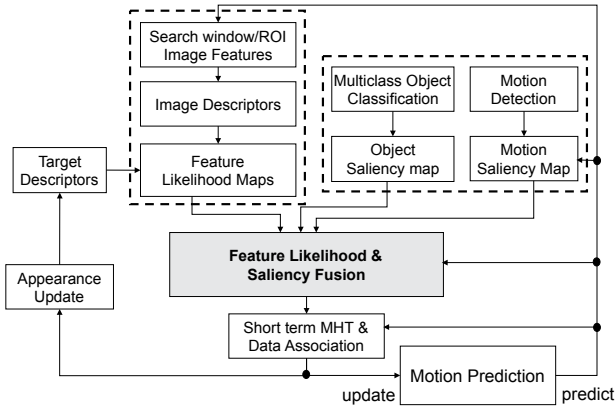 Search window/ROI
Image Features
Multiclass Object
Classification
Motion
Detection
Image Descriptors
Target
Descriptors
Feature
Likelihood Maps
Object
Saliency map
Motion
Saliency Map
Feature Likelihood &
Saliency Fusion
Appearance
Update
Short term MHT &
Data Association
Motion Prediction
update
predict